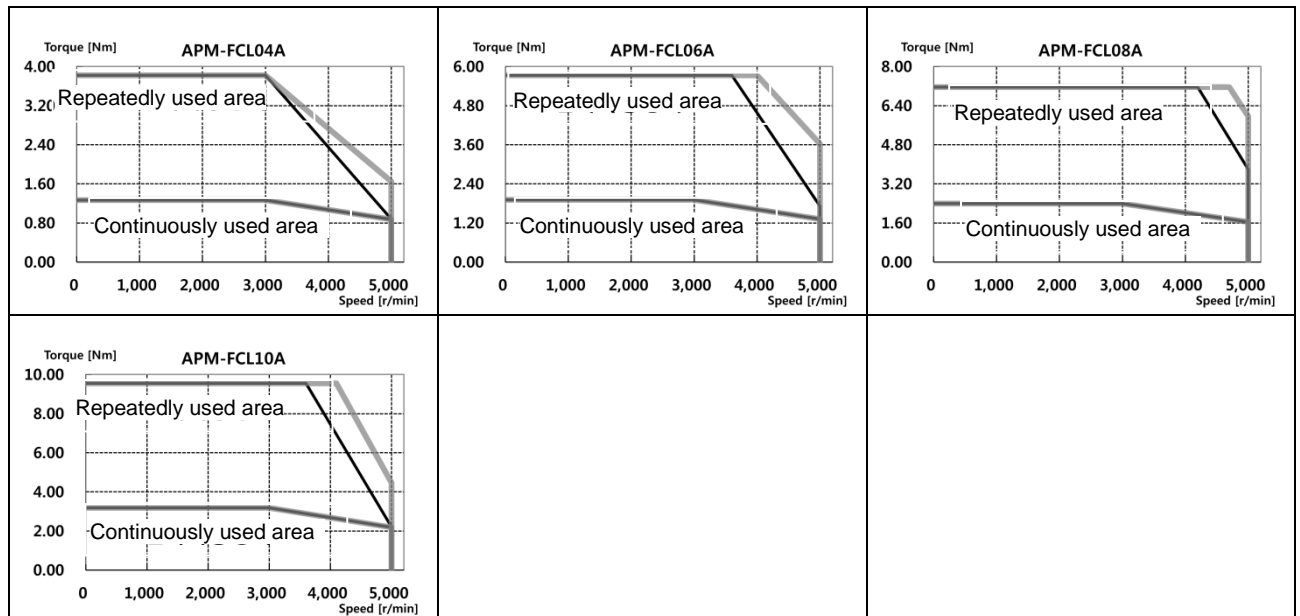 Torque [Nm] APM-FCL04A
4.00
3.20
Repeatedly used area
2.40
1.60
0.80
Continuously used area
0.00
0 1,000 2,000 3,000 4,000 5,000
Speed [r/min]
Torque [Nm] APM-FCL06A
6.00
Repeatedly used area
4.80
3.60
2.40
1.20
Continuously used area
0.00
0 1,000 2,000 3,000 4,000 5,000
Speed [r/min]
Torque [Nm] APM-FCL08A
8.00
6.40
Repeatedly used area
4.80
3.20
1.60
Continuously used area
0.00
0 1,000 2,000 3,000 4,000 5,000
Speed [r/min]
Torque [Nm] APM-FCL10A
10.00
Repeatedly used area
8.00
6.00
4.00
2.00
Continuously used area
0.00
0 1,000 2,000 3,000 4,000 5,000
Speed [r/min]